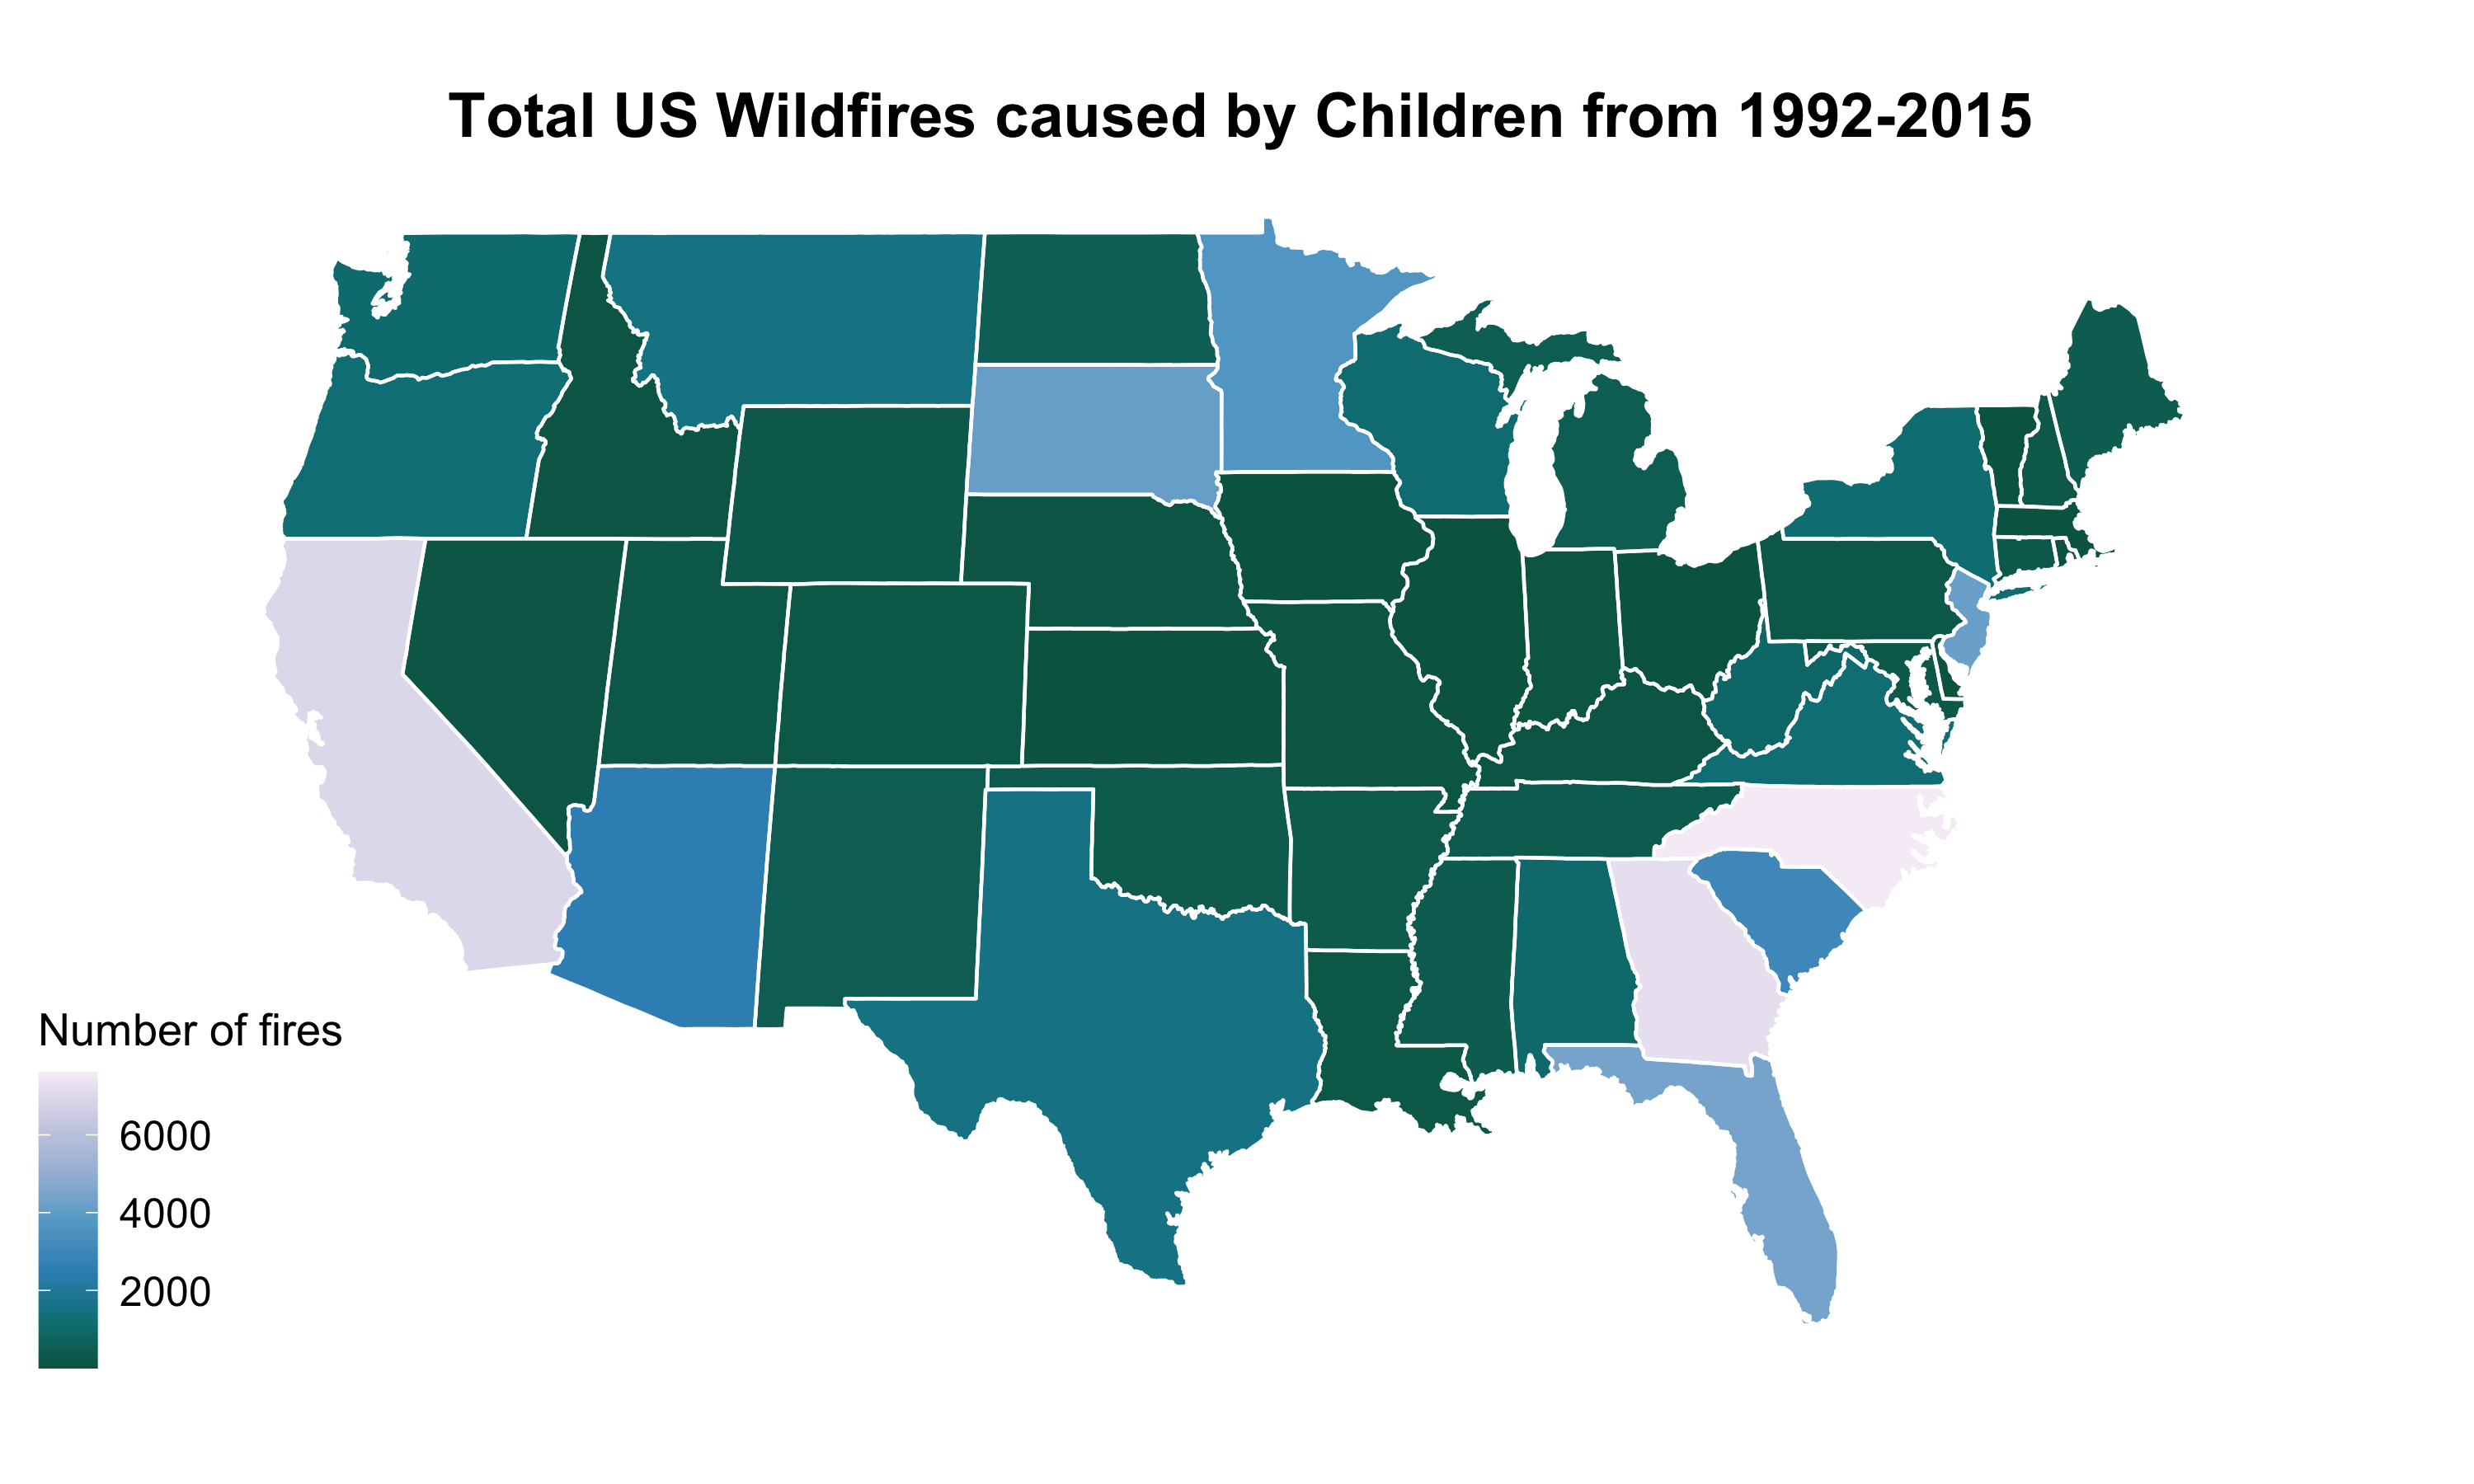 Total US Wildfires caused by Children from 1992-2015
Number of fires
6000
4000
2000